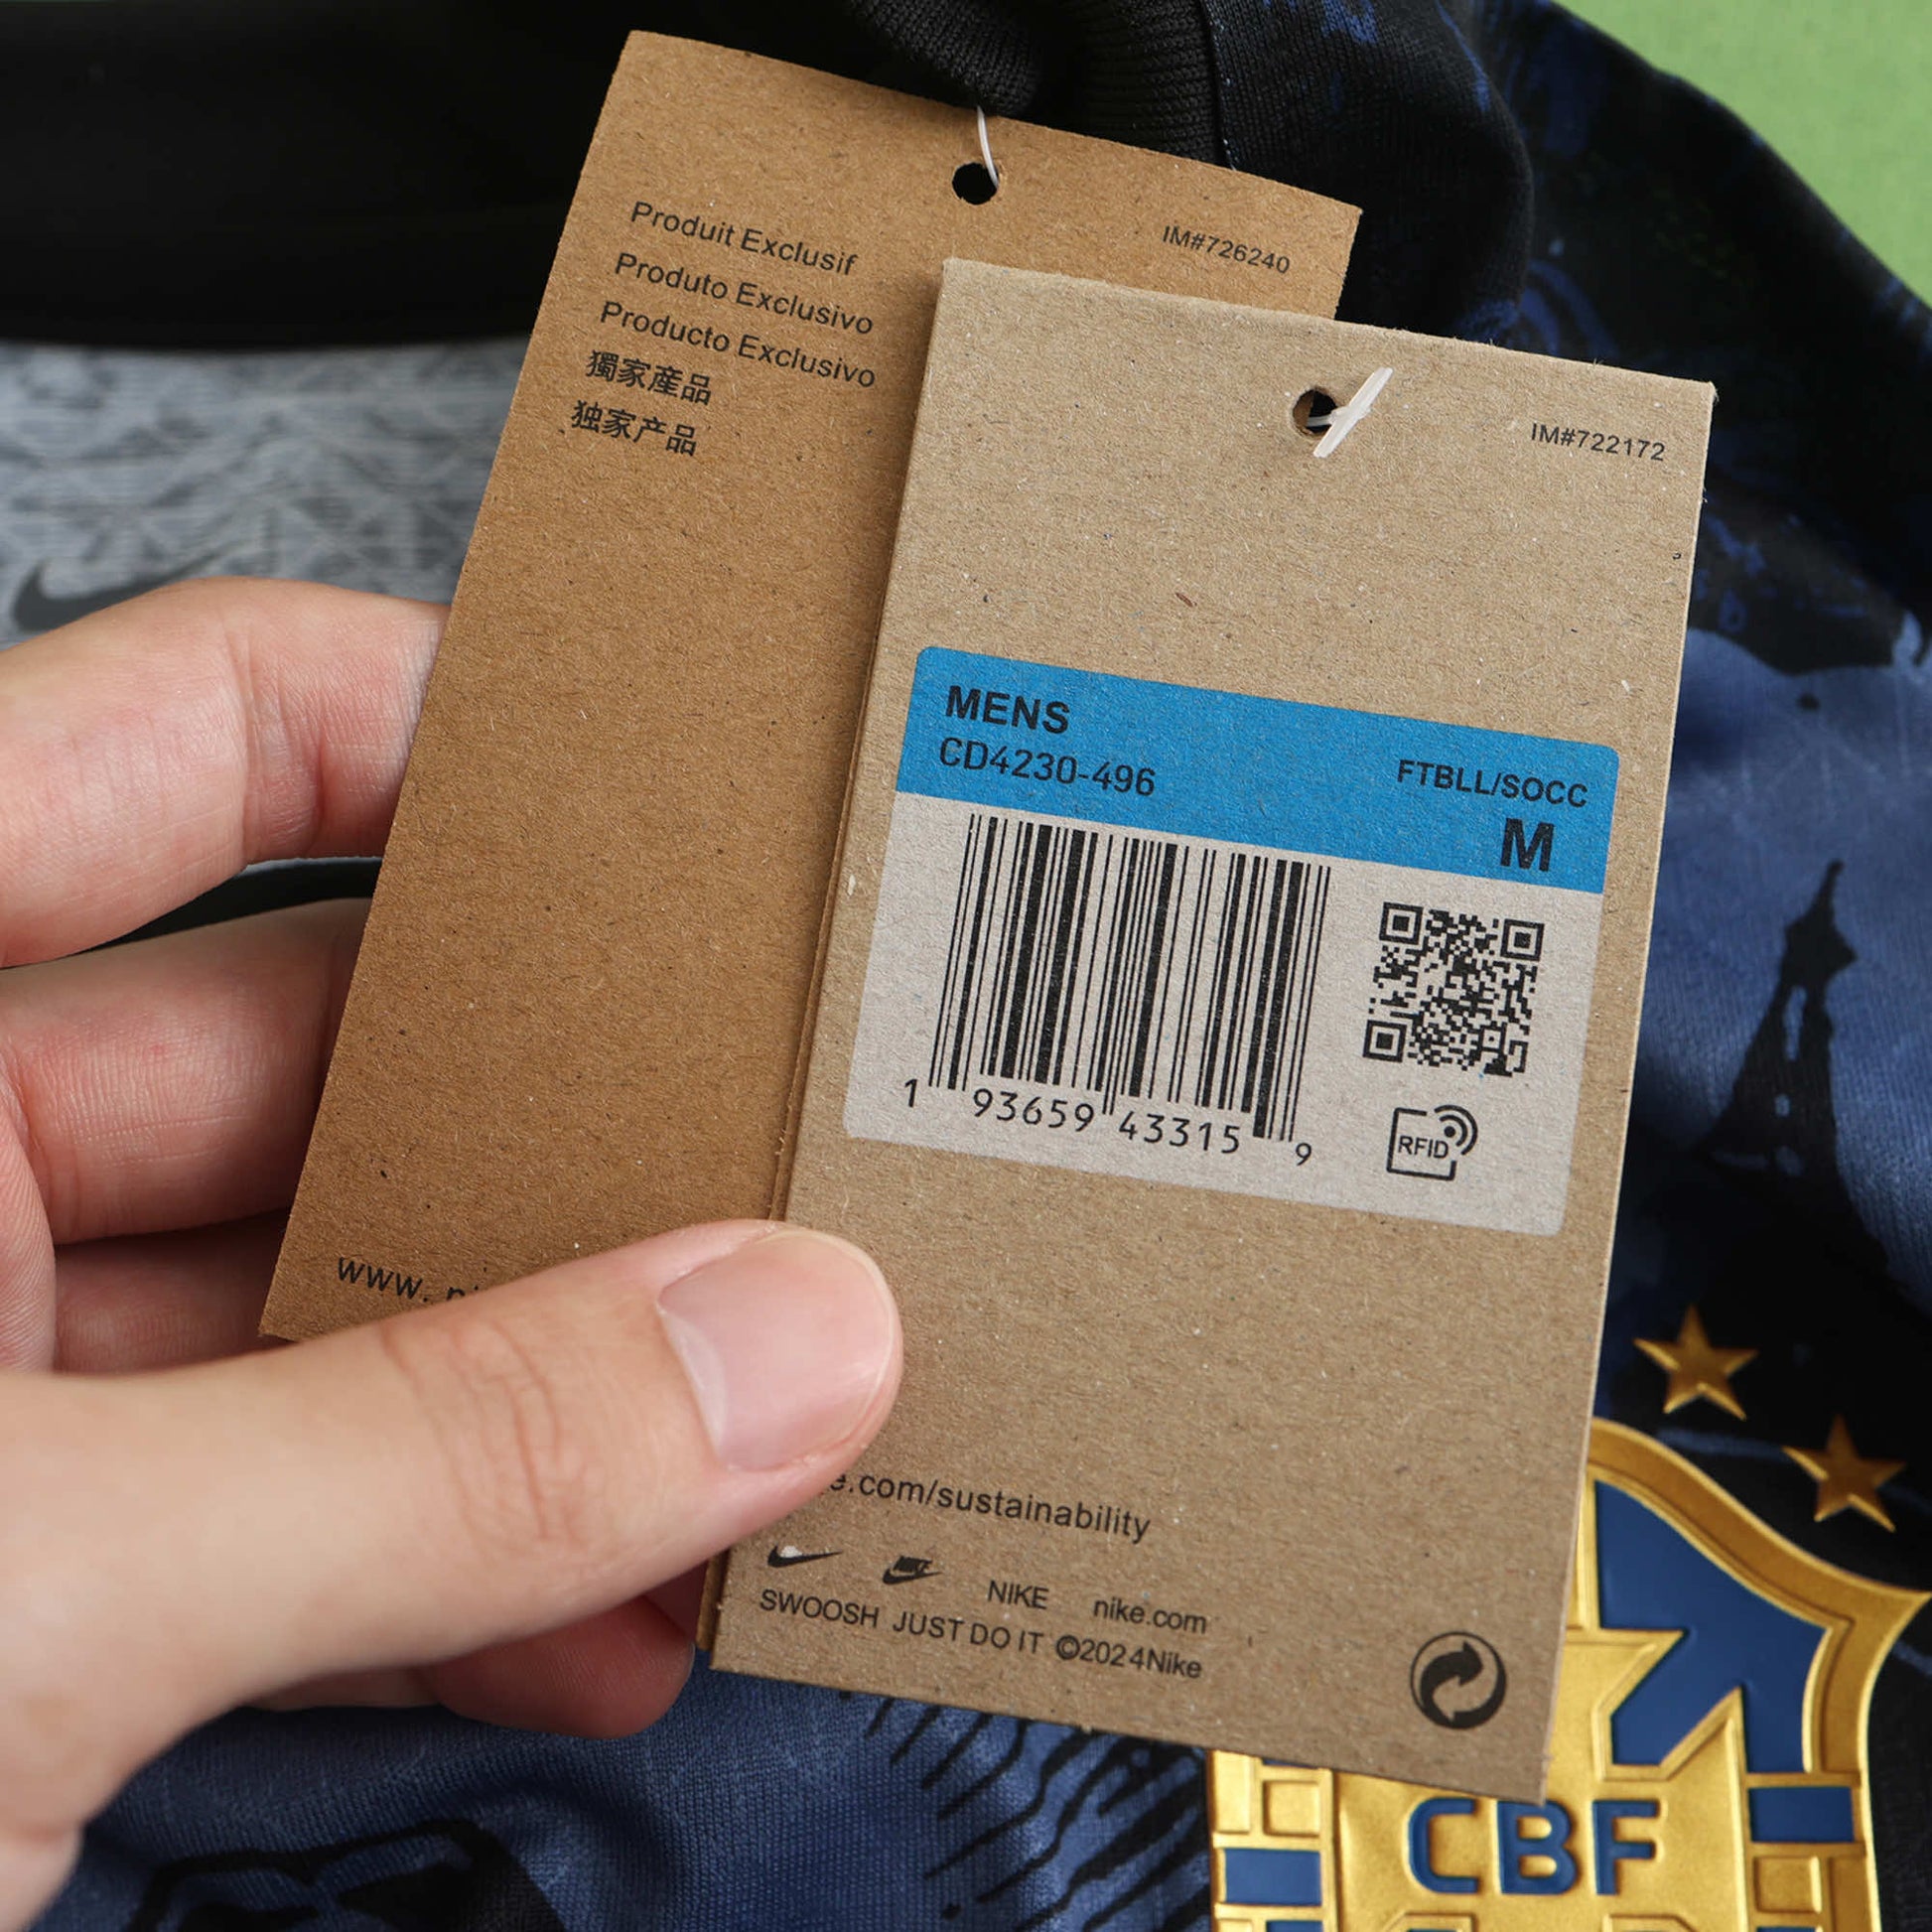 Produit Exclusif
Produto Exclusivo
Producto Exclusivo
獨家產品
独家产品
IM#726240
www.
IM#722172
MENS
CD4230-496
FTBLL/SOCC
M
1 93659 43315 9
RFID
e.com/sustainability
NIKE nike.com
SWOOSH JUST DO IT ©2024Nike
CBF